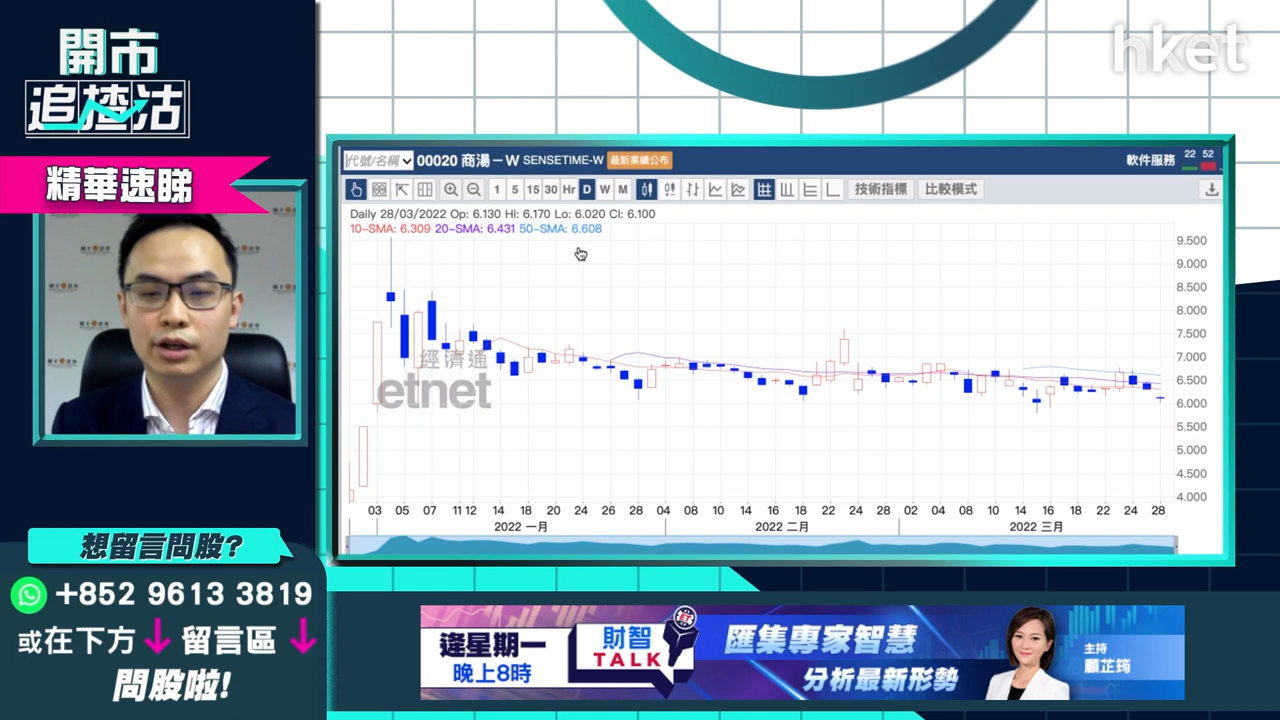 開市
追揸沽
精華速睇
想留言問股?
+852 9613 3819
或在下方 ↓ 留言區 ↓
問股啦!
hket
代號/名稱 00020 商湯－W SENSETIME-W 最新業績公布 軟件服務 22 52
1 5 15 30 Hr D W M 技術指標 比較模式
Daily 28/03/2022 Op: 6.130 Hi: 6.170 Lo: 6.020 Cl: 6.100
10-SMA: 6.309 20-SMA: 6.431 50-SMA: 6.608
9.500
9.000
8.500
8.000
7.500
7.000
6.500
6.000
5.500
5.000
4.500
4.000
經濟通
etnet
03 05 07 11 12 14 18 20 24 26 28 04 08 10 14 16 18 22 24 28 02 04 08 10 14 16 18 22 24 28
2022 一月 2022 二月 2022 三月
逢星期一
晚上8時
財智
TALK
匯集專家智慧
分析最新形勢
主持
顧芷筠